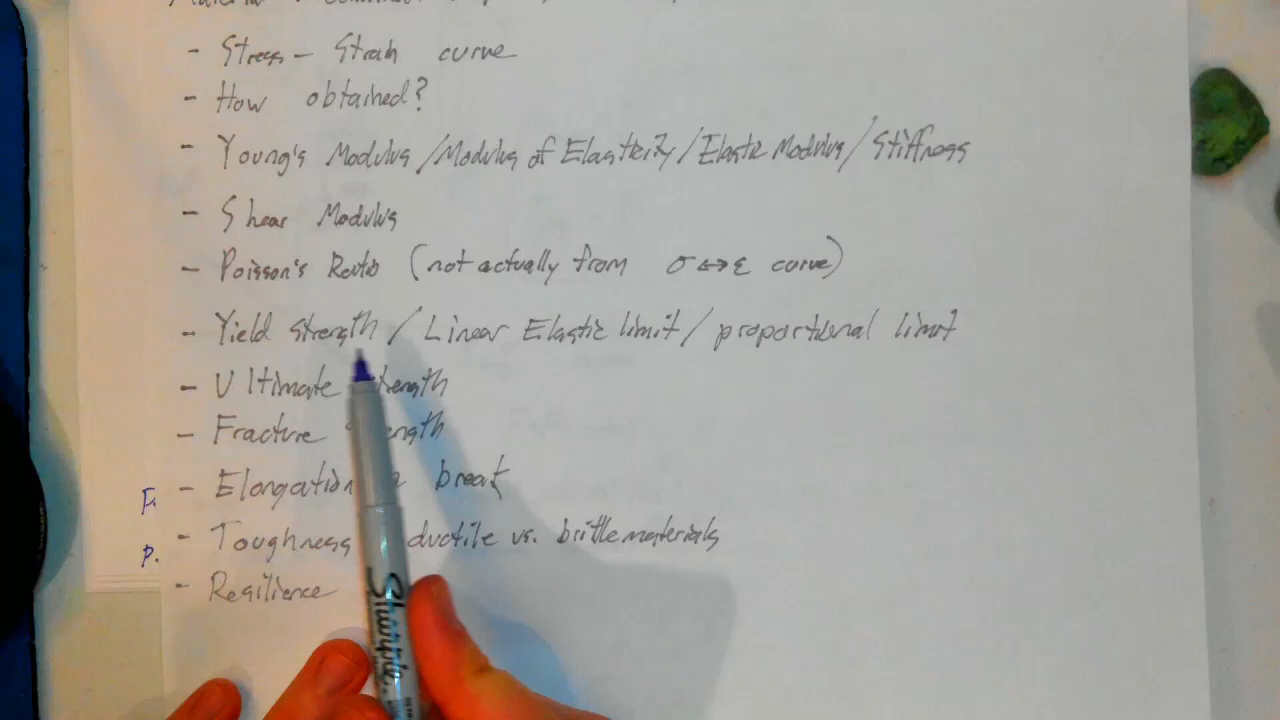 - Stress - Strain curve
- How obtained?
- Young's Modulus / Modulus of Elasticity / Elastic Modulus / Stiffness
- Shear Modulus
- Poisson's Ratio (not actually from σ↔ε curve)
- Yield Strength / Linear Elastic limit / proportional limit
- Ultimate
- Fracture
- Elongation break
- Toughness ductile vs. brittle materials
- Resilience
Sharpie